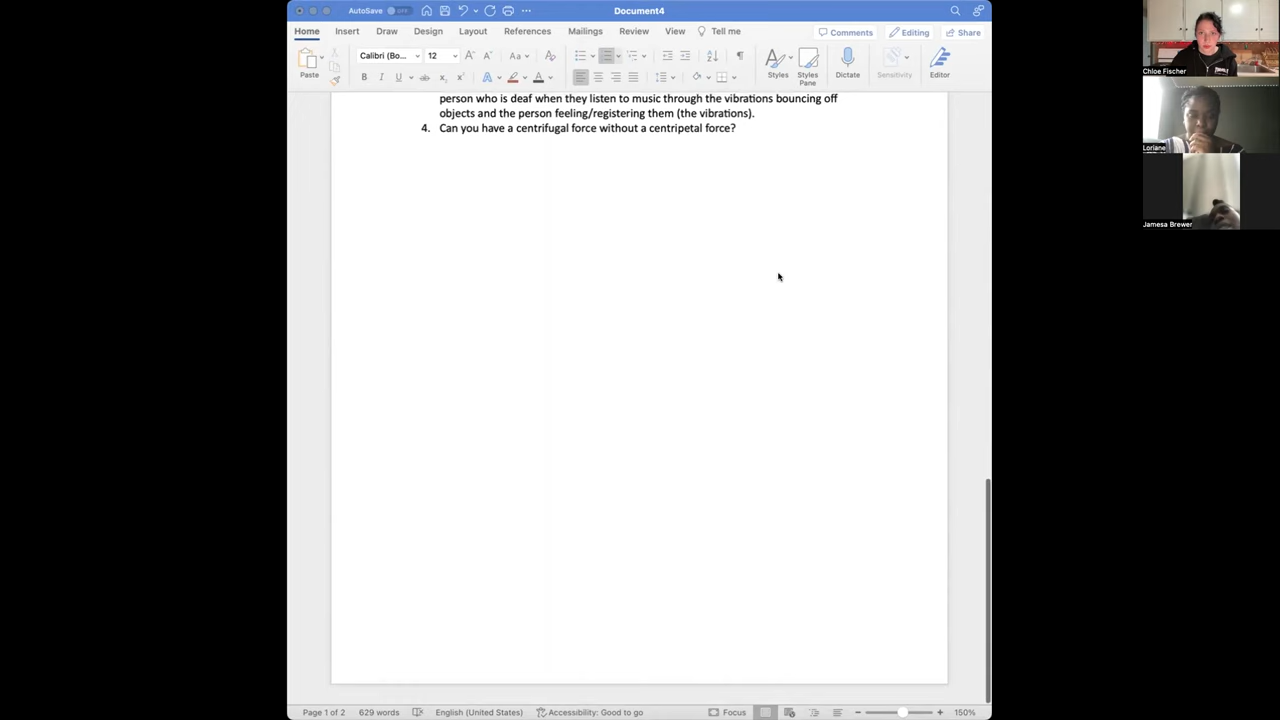 AutoSave OFF
Document4
Home Insert Draw Design Layout References Mailings Review View Tell me
Comments Editing Share
Paste
Calibri (Bo... 12
Styles
Styles Pane
Dictate
Sensitivity
Editor
person who is deaf when they listen to music through the vibrations bouncing off
objects and the person feeling/registering them (the vibrations).
4. Can you have a centrifugal force without a centripetal force?
Page 1 of 2 629 words English (United States) Accessibility: Good to go Focus 150%
Chloe Fischer
Loriane
Jamesa Brewer